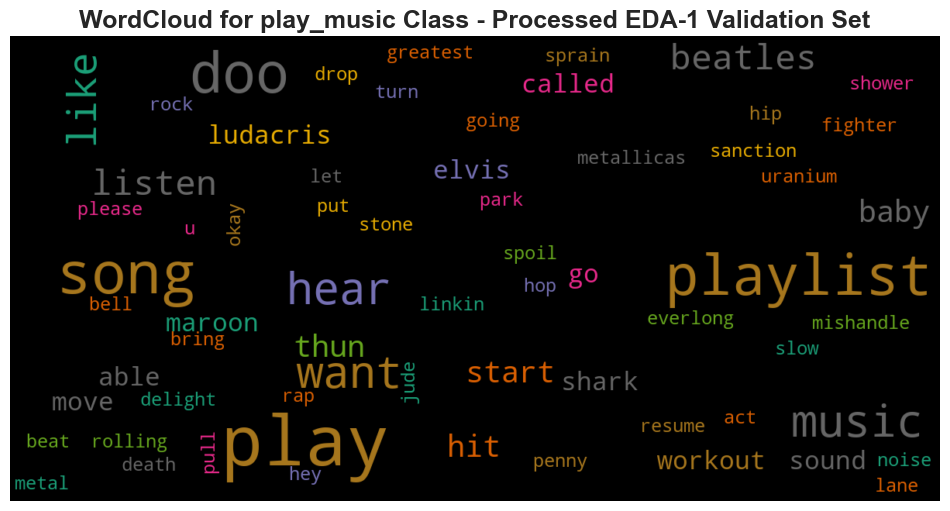 WordCloud for play_music Class - Processed EDA-1 Validation Set
greatest
sprain
beatles
like
doo
drop
called
shower
turn
rock
hip
going
fighter
ludacris
metallicas
sanction
elvis
uranium
listen
let
please
put
park
baby
u
okay
stone
spoil
song
hear
go
playlist
hop
bell
linkin
everlong
maroon
mishandle
bring
thun
slow
able
want
start
shark
jude
move
delight
rap
play
hit
resume
act
music
beat
rolling
pull
death
hey
penny
workout
sound
noise
metal
lane